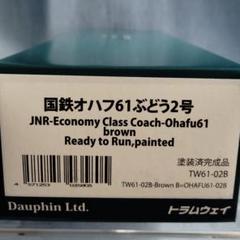 国鉄オハフ61ぶどう2号
JNR-Economy Class Coach-Ohafu61
brown
Ready to Run,painted
塗装済完成品
TW61-02B
TW61-02B-Brown B=OHAFU61-02B
Dauphin Ltd.
トラムウェイ